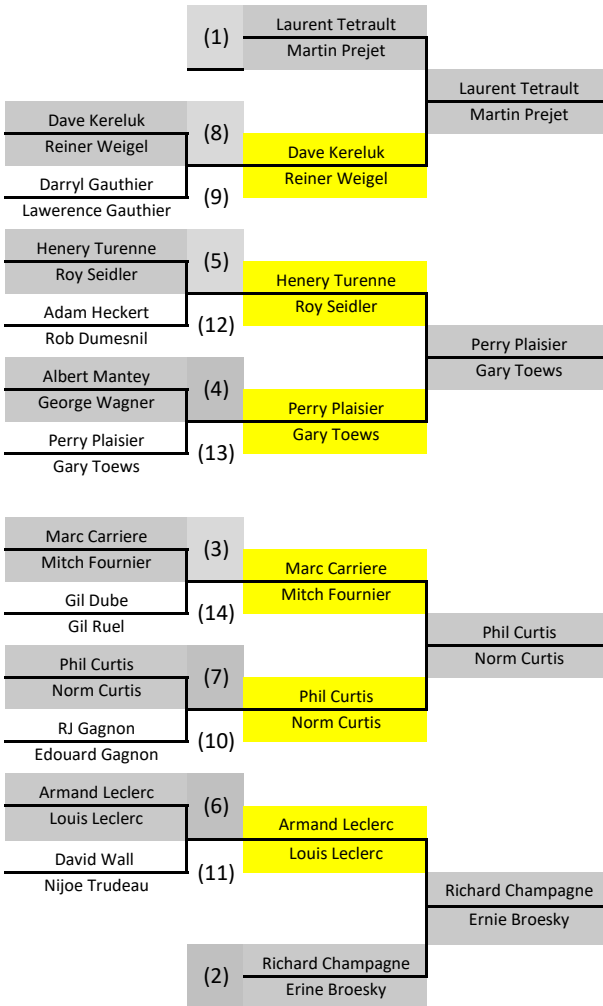 (1)
Laurent Tetrault
Martin Prejet
Laurent Tetrault
Martin Prejet
Dave Kereluk
Reiner Weigel
(8)
Darryl Gauthier
Lawerence Gauthier
(9)
Dave Kereluk
Reiner Weigel
Henery Turenne
Roy Seidler
(5)
Adam Heckert
Rob Dumesnil
(12)
Henery Turenne
Roy Seidler
Perry Plaisier
Gary Toews
Albert Mantey
George Wagner
(4)
Perry Plaisier
Gary Toews
(13)
Perry Plaisier
Gary Toews
Marc Carriere
Mitch Fournier
(3)
Gil Dube
Gil Ruel
(14)
Marc Carriere
Mitch Fournier
Phil Curtis
Norm Curtis
Phil Curtis
Norm Curtis
(7)
RJ Gagnon
Edouard Gagnon
(10)
Phil Curtis
Norm Curtis
Armand Leclerc
Louis Leclerc
(6)
David Wall
Nijoe Trudeau
(11)
Armand Leclerc
Louis Leclerc
Richard Champagne
Ernie Broesky
(2)
Richard Champagne
Erine Broesky